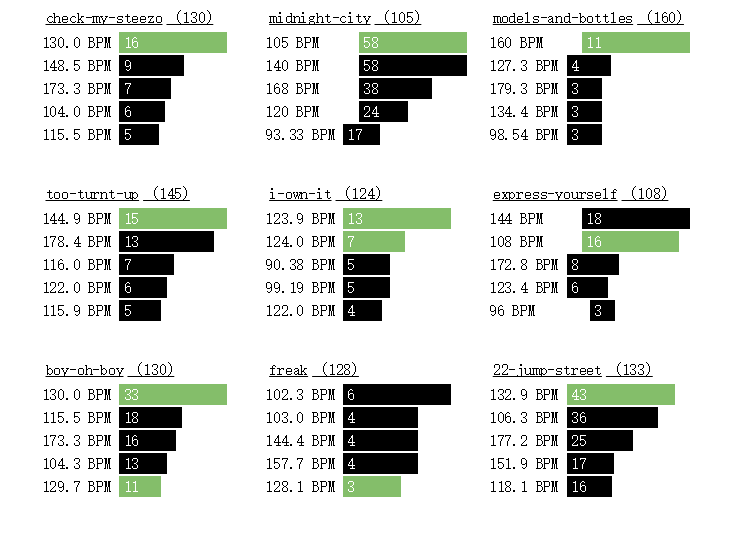 check-my-steezo (130)
130.0 BPM 16
148.5 BPM 9
173.3 BPM 7
104.0 BPM 6
115.5 BPM 5
midnight-city (105)
105 BPM 58
140 BPM 58
168 BPM 38
120 BPM 24
93.33 BPM 17
models-and-bottles (160)
160 BPM 11
127.3 BPM 4
179.3 BPM 3
134.4 BPM 3
98.54 BPM 3
too-turnt-up (145)
144.9 BPM 15
178.4 BPM 13
116.0 BPM 7
122.0 BPM 6
115.9 BPM 5
i-own-it (124)
123.9 BPM 13
124.0 BPM 7
90.38 BPM 5
99.19 BPM 5
122.0 BPM 4
express-yourself (108)
144 BPM 18
108 BPM 16
172.8 BPM 8
123.4 BPM 6
96 BPM 3
boy-oh-boy (130)
130.0 BPM 33
115.5 BPM 18
173.3 BPM 16
104.3 BPM 13
129.7 BPM 11
freak (128)
102.3 BPM 6
103.0 BPM 4
144.4 BPM 4
157.7 BPM 4
128.1 BPM 3
22-jump-street (133)
132.9 BPM 43
106.3 BPM 36
177.2 BPM 25
151.9 BPM 17
118.1 BPM 16